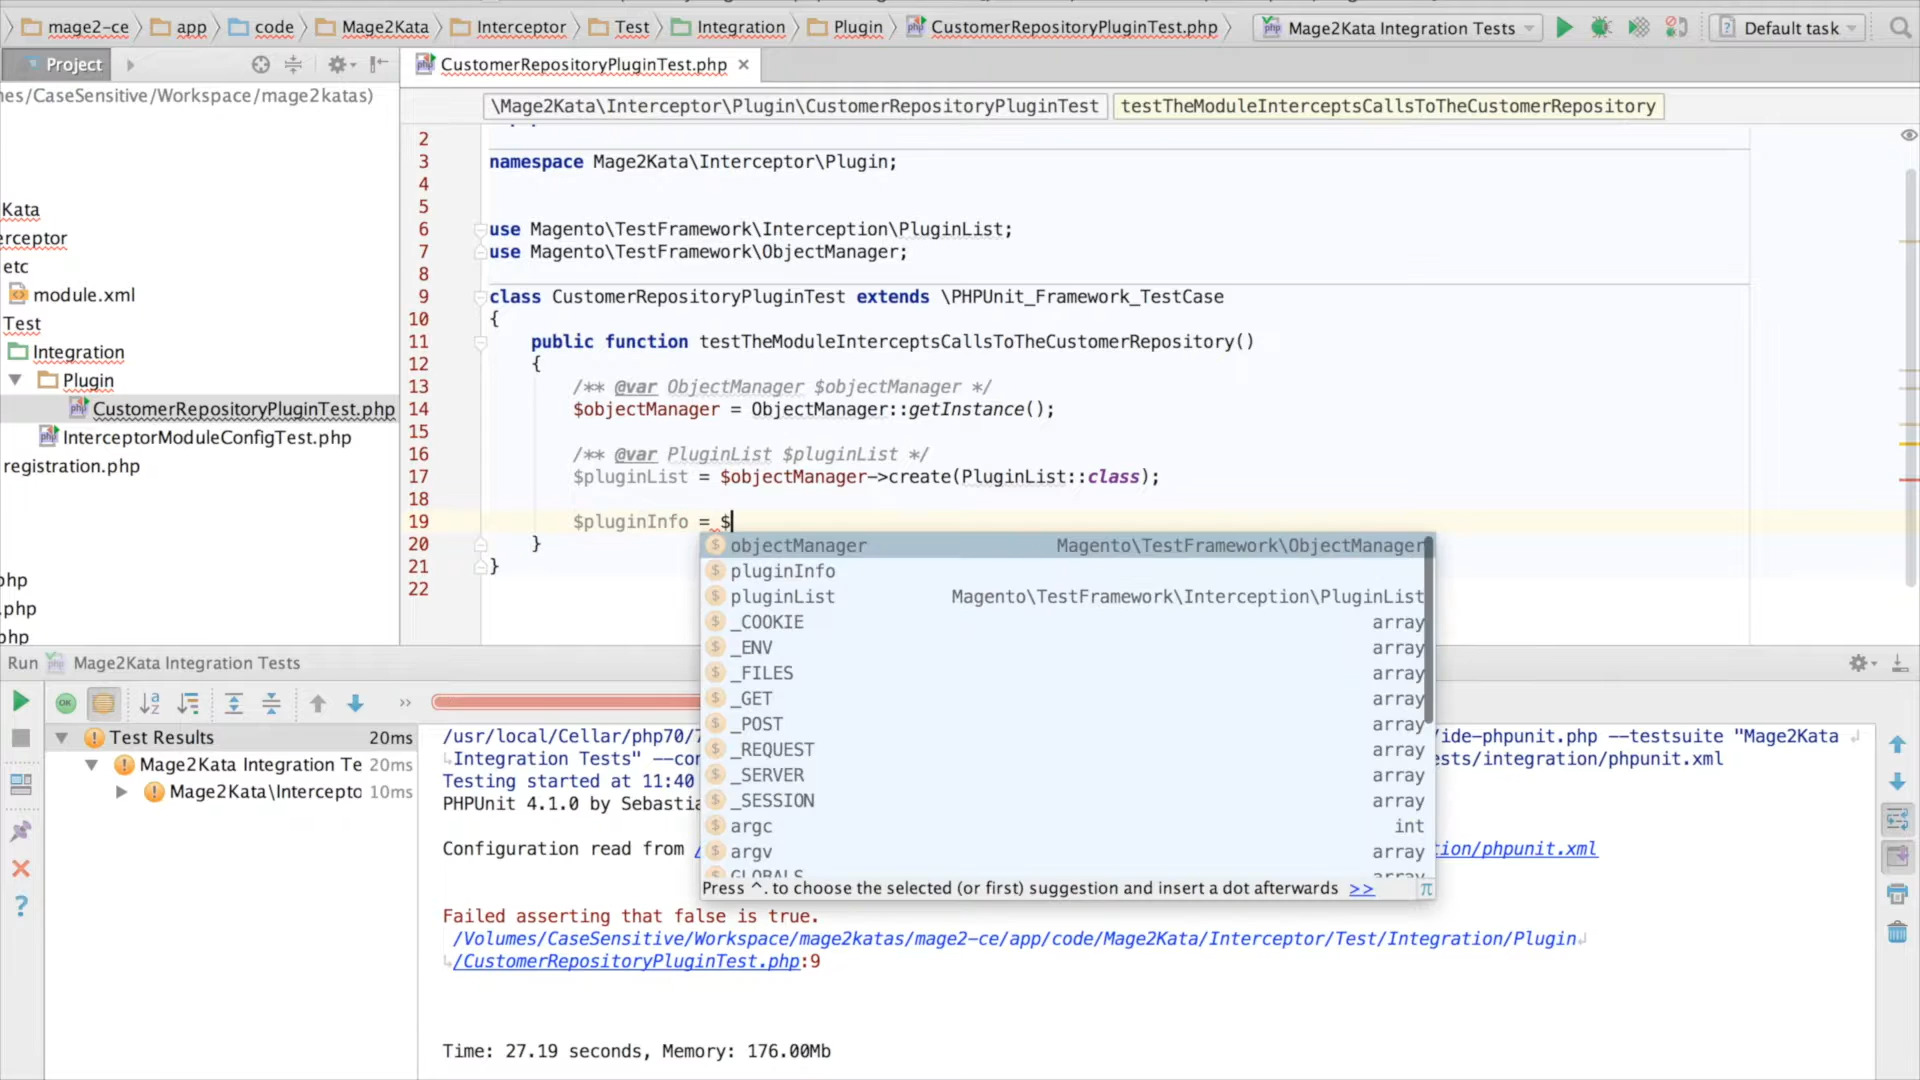 mage2-ce app code Mage2Kata Interceptor Test Integration Plugin CustomerRepositoryPluginTest.php Mage2Kata Integration Tests Default task
Project CustomerRepositoryPluginTest.php
nes/CaseSensitive/Workspace/mage2katas)
\Mage2Kata\Interceptor\Plugin\CustomerRepositoryPluginTest testTheModuleInterceptsCallsToTheCustomerRepository
Kata
erceptor
etc
module.xml
Test
Integration
Plugin
CustomerRepositoryPluginTest.php
InterceptorModuleConfigTest.php
registration.php
php
.php
php
2
3 namespace Mage2Kata\Interceptor\Plugin;
4
5
6 use Magento\TestFramework\Interception\PluginList;
7 use Magento\TestFramework\ObjectManager;
8
9 class CustomerRepositoryPluginTest extends \PHPUnit_Framework_TestCase
10 {
11 public function testTheModuleInterceptsCallsToTheCustomerRepository()
12 {
13 /** @var ObjectManager $objectManager */
14 $objectManager = ObjectManager::getInstance();
15
16 /** @var PluginList $pluginList */
17 $pluginList = $objectManager->create(PluginList::class);
18
19 $pluginInfo = $
20 }
21 }
22
objectManager Magento\TestFramework\ObjectManager
pluginInfo
pluginList Magento\TestFramework\Interception\PluginList
_COOKIE array
_ENV array
_FILES array
_GET array
_POST array
_REQUEST array
_SERVER array
_SESSION array
argc int
argv array
GLOBALS array
Press ^. to choose the selected (or first) suggestion and insert a dot afterwards >> π
Run Mage2Kata Integration Tests
Test Results 20ms
Mage2Kata Integration Te 20ms
Mage2Kata\Intercepto 10ms
/usr/local/Cellar/php70/7 /ide-phpunit.php --testsuite "Mage2Kata
Integration Tests" --con ests/integration/phpunit.xml
Testing started at 11:40
PHPUnit 4.1.0 by Sebastia
Configuration read from / tion/phpunit.xml
Failed asserting that false is true.
/Volumes/CaseSensitive/Workspace/mage2katas/mage2-ce/app/code/Mage2Kata/Interceptor/Test/Integration/Plugin
/CustomerRepositoryPluginTest.php:9
Time: 27.19 seconds, Memory: 176.00Mb